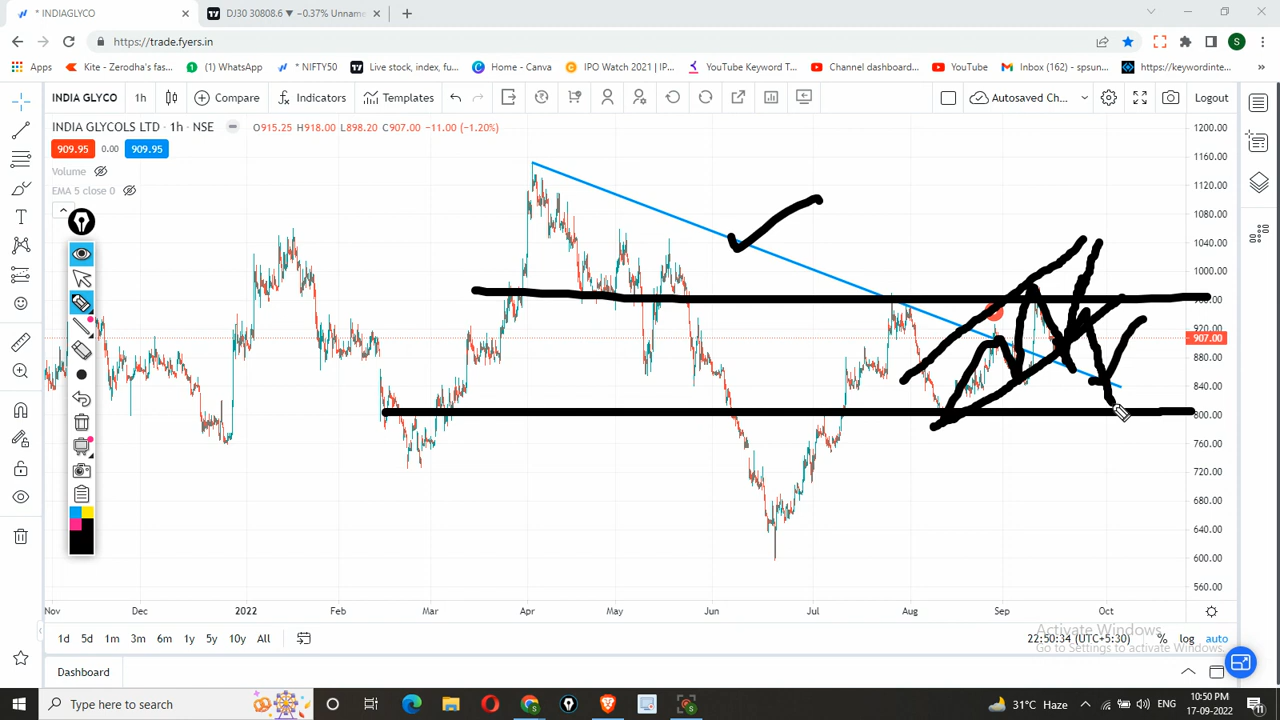 * INDIAGLYCO
DJ30 30808.6 ▼ −0.37% Unname
https://trade.fyers.in
S
Apps
Kite - Zerodha's fas...
(1) WhatsApp
* NIFTY50
Live stock, index, fu...
Home - Canva
IPO Watch 2021 | IP...
YouTube Keyword T...
Channel dashboard...
YouTube
Inbox (162) - spsun...
https://keywordinte...
»
INDIA GLYCO
1h
Compare
Indicators
Templates
Autosaved Ch...
Logout
INDIA GLYCOLS LTD · 1h · NSE
O915.25 H918.00 L898.20 C907.00 −11.00 (−1.20%)
909.95
0.00
909.95
Volume
EMA 5 close 0
1200.00
1160.00
1120.00
1080.00
1040.00
1000.00
960.00
920.00
907.00
880.00
840.00
800.00
760.00
720.00
680.00
640.00
600.00
560.00
Nov Dec 2022 Feb Mar Apr May Jun Jul Aug Sep Oct
1d 5d 1m 3m 6m 1y 5y 10y All
22:50:34 (UTC+5:30) % log auto
Activate Windows
Go to Settings to activate Windows.
Dashboard
Type here to search
31°C Haze
ENG
10:50 PM
17-09-2022